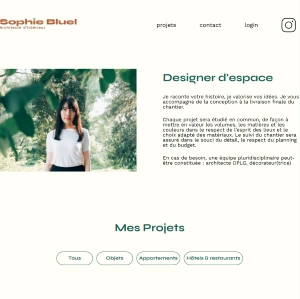 Sophie Bluel
Architecte d'intérieur
projets
contact
login
Designer d'espace
Je raconte votre histoire, je valorise vos idées. Je vous
accompagne de la conception à la livraison finale du
chantier.
Chaque projet sera étudié en commun, de façon à
mettre en valeur les volumes, les matières et les
couleurs dans le respect de l'esprit des lieux et le
choix adapté des matériaux. Le suivi du chantier sera
assuré dans le souci du détail, le respect du planning
et du budget.
En cas de besoin, une équipe pluridisciplinaire peut-
être constituée : architecte DPLG, décorateur(trice)
Mes Projets
Tous
Objets
Appartements
Hôtels & restaurants